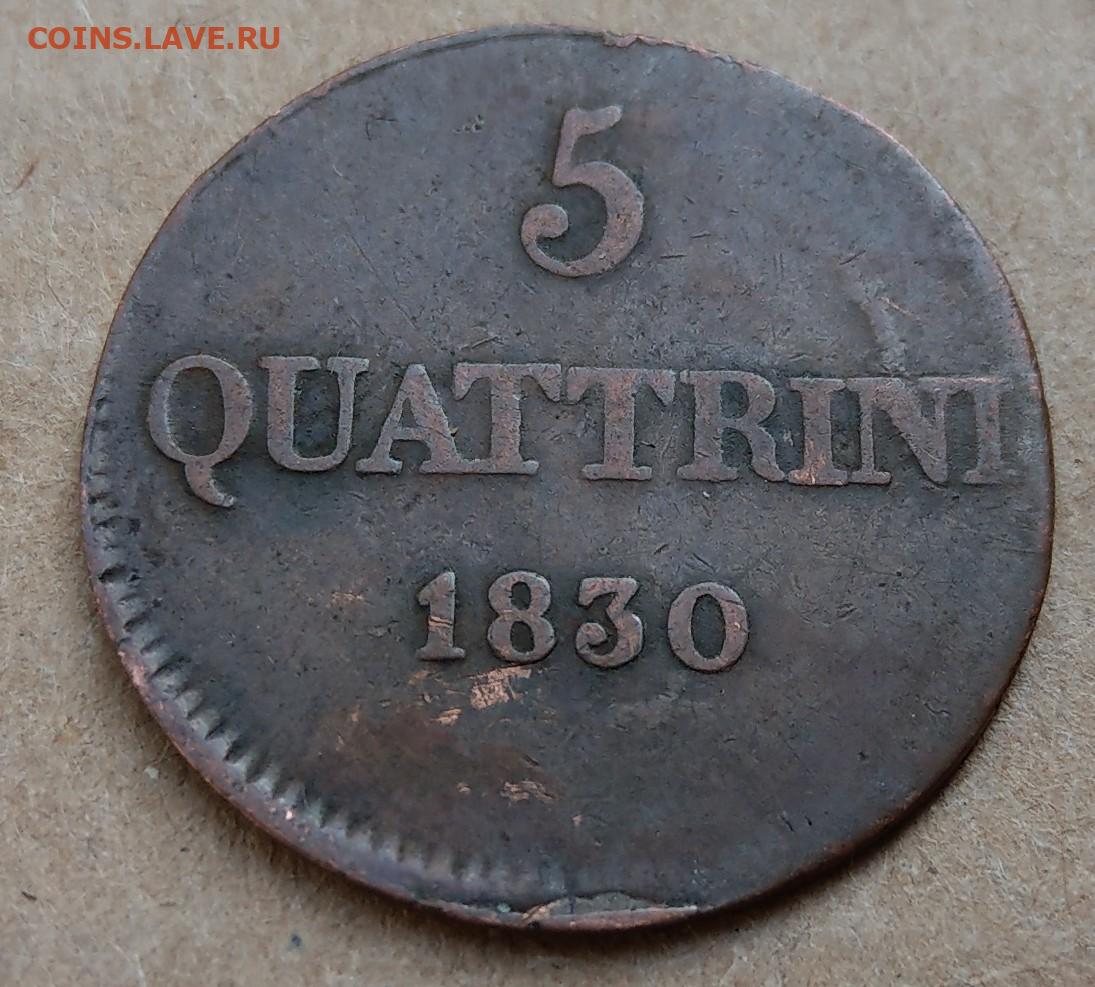 COINS.LAVE.RU
5
QUATTRINI
1830